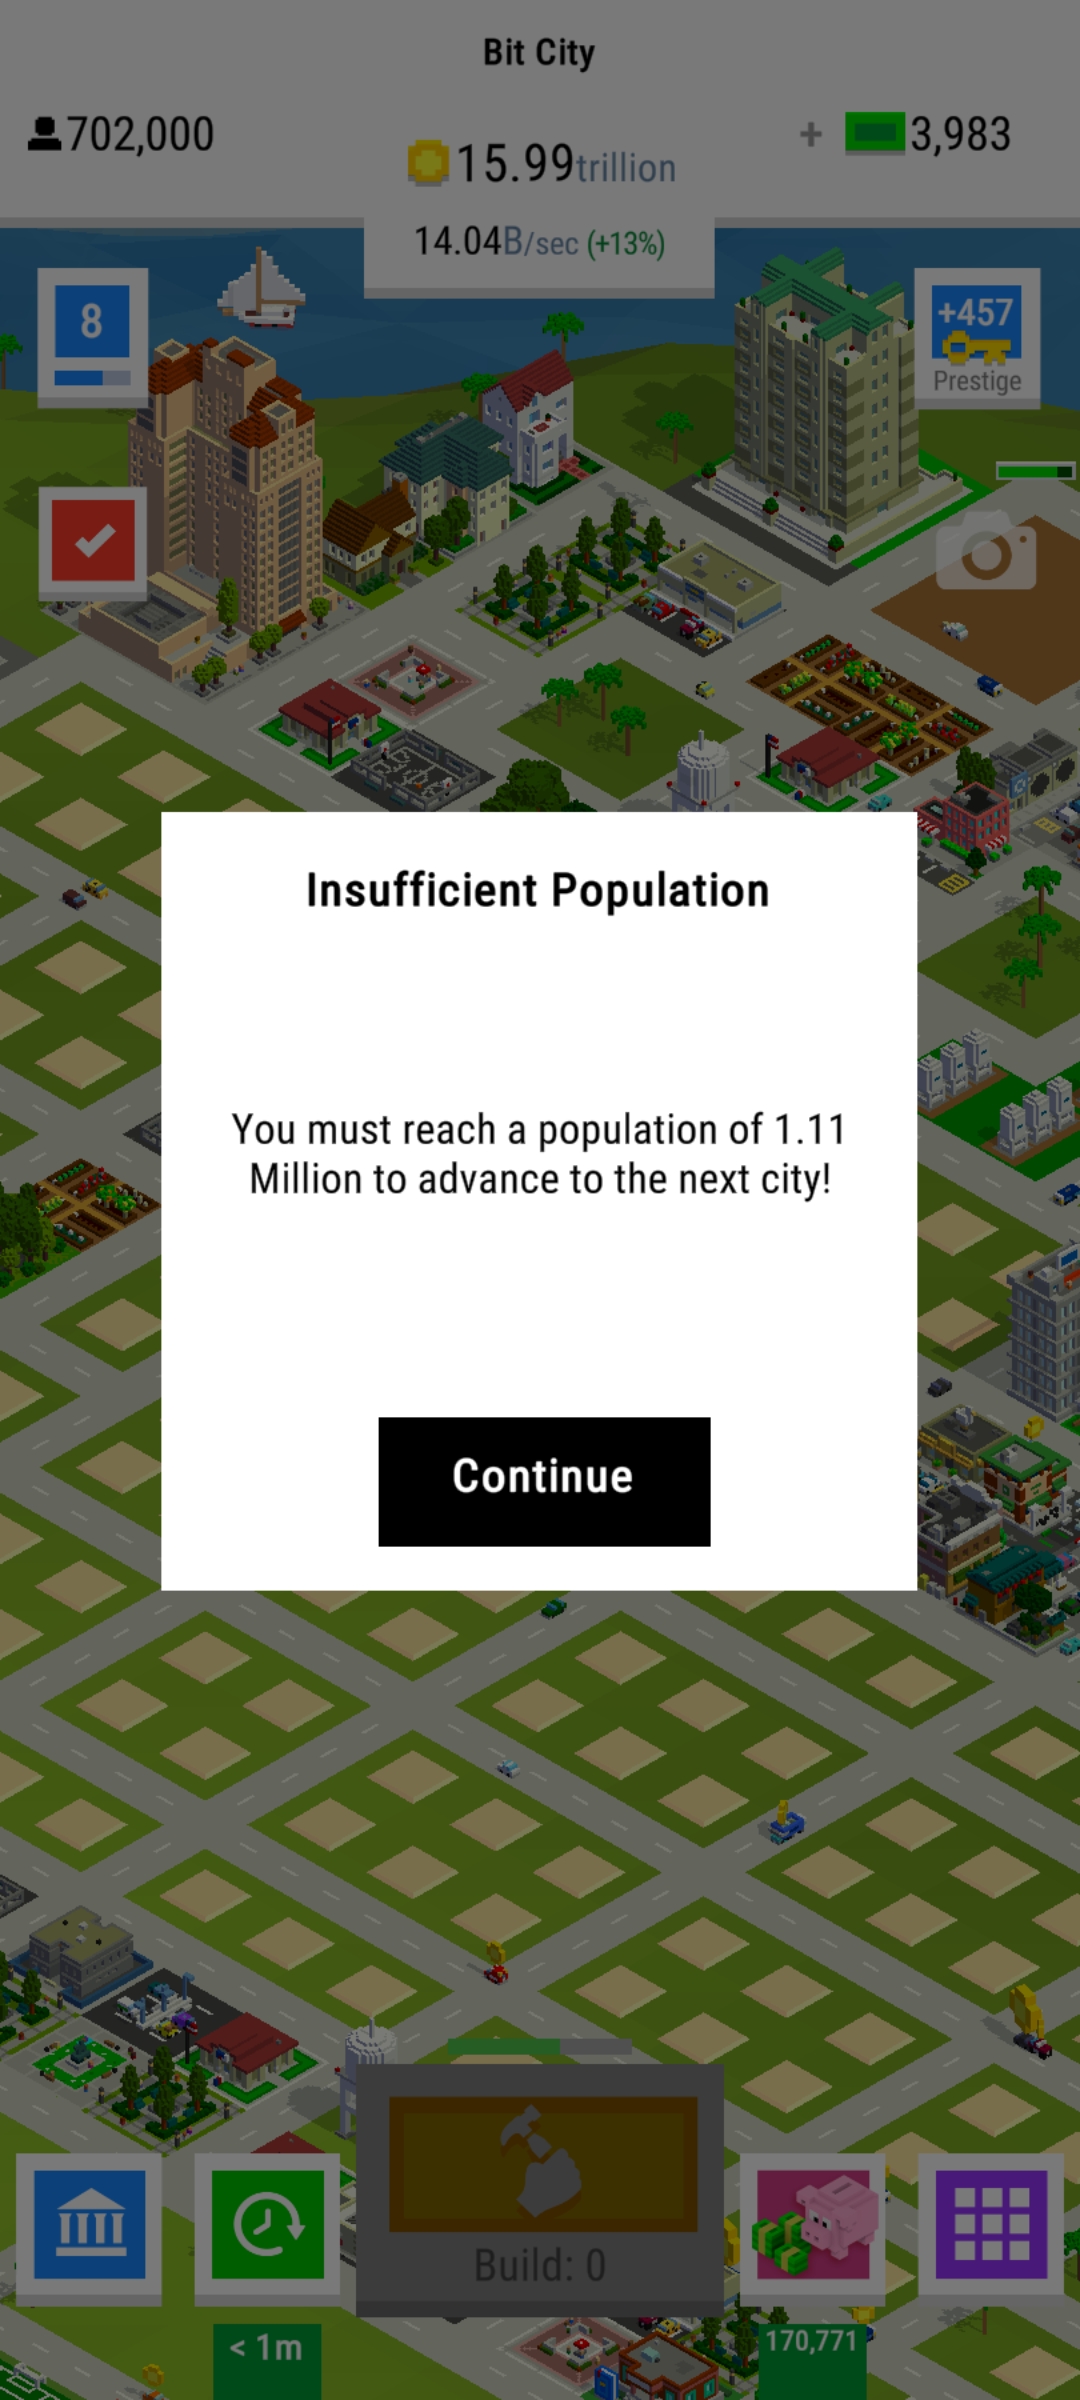 Bit City
702,000
15.99trillion
+ 3,983
14.04B/sec (+13%)
8
+457
Prestige
Insufficient Population
You must reach a population of 1.11
Million to advance to the next city!
Continue
Build: 0
< 1m
170,771